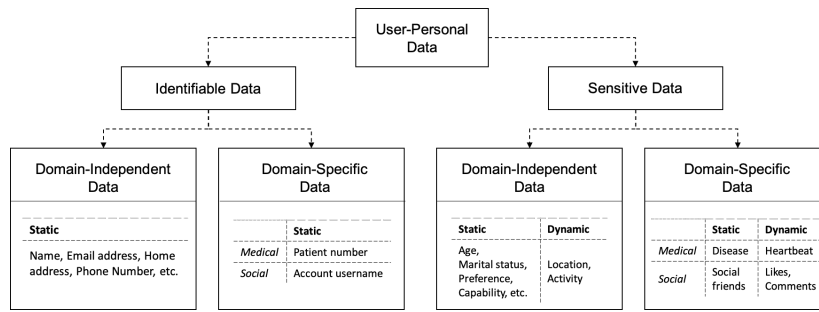 User-Personal
Data
Identifiable Data
Sensitive Data
Domain-Independent
Data
Static
Name, Email address, Home
address, Phone Number, etc.
Domain-Specific
Data
Static
Medical Patient number
Social Account username
Domain-Independent
Data
Static Dynamic
Age,
Marital status,
Preference,
Capability, etc.
Location,
Activity
Domain-Specific
Data
Static Dynamic
Medical Disease Heartbeat
Social
Social
friends
Likes,
Comments